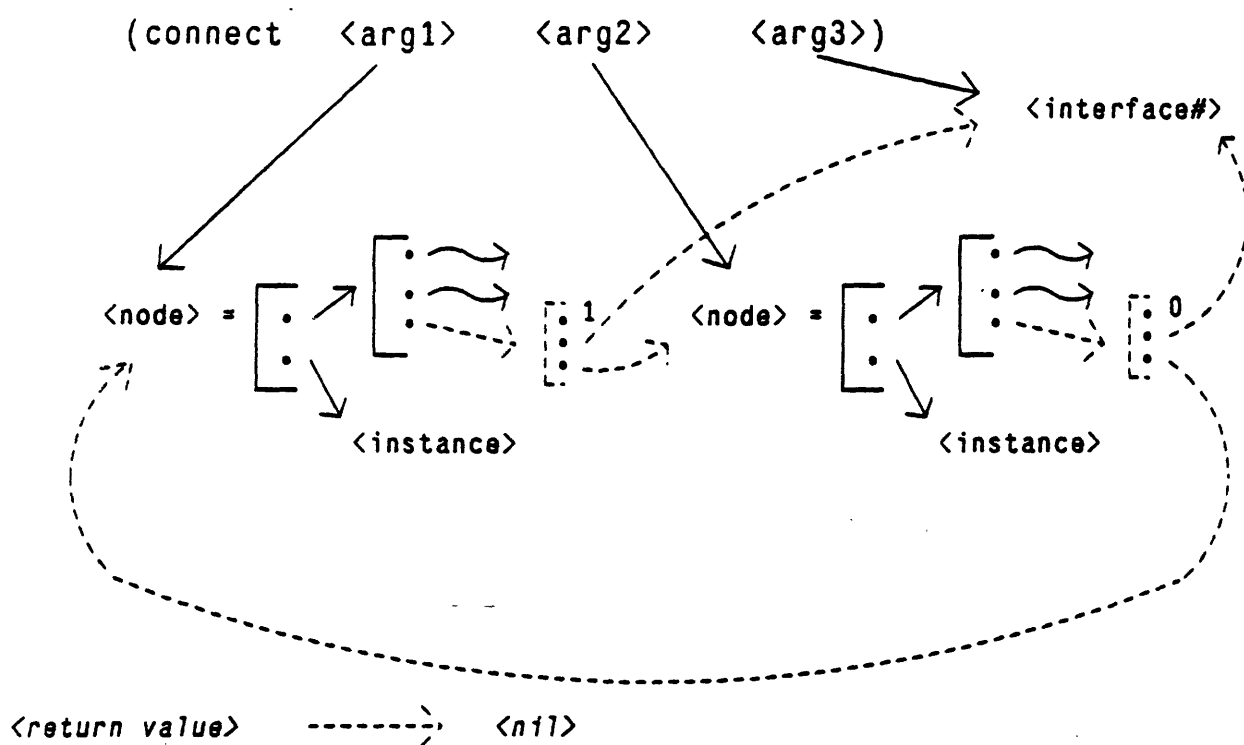 (connect <arg1> <arg2> <arg3>)
<interface#>
<node> = 1 <node> = 0
<instance> <instance>
<return value> <nil>